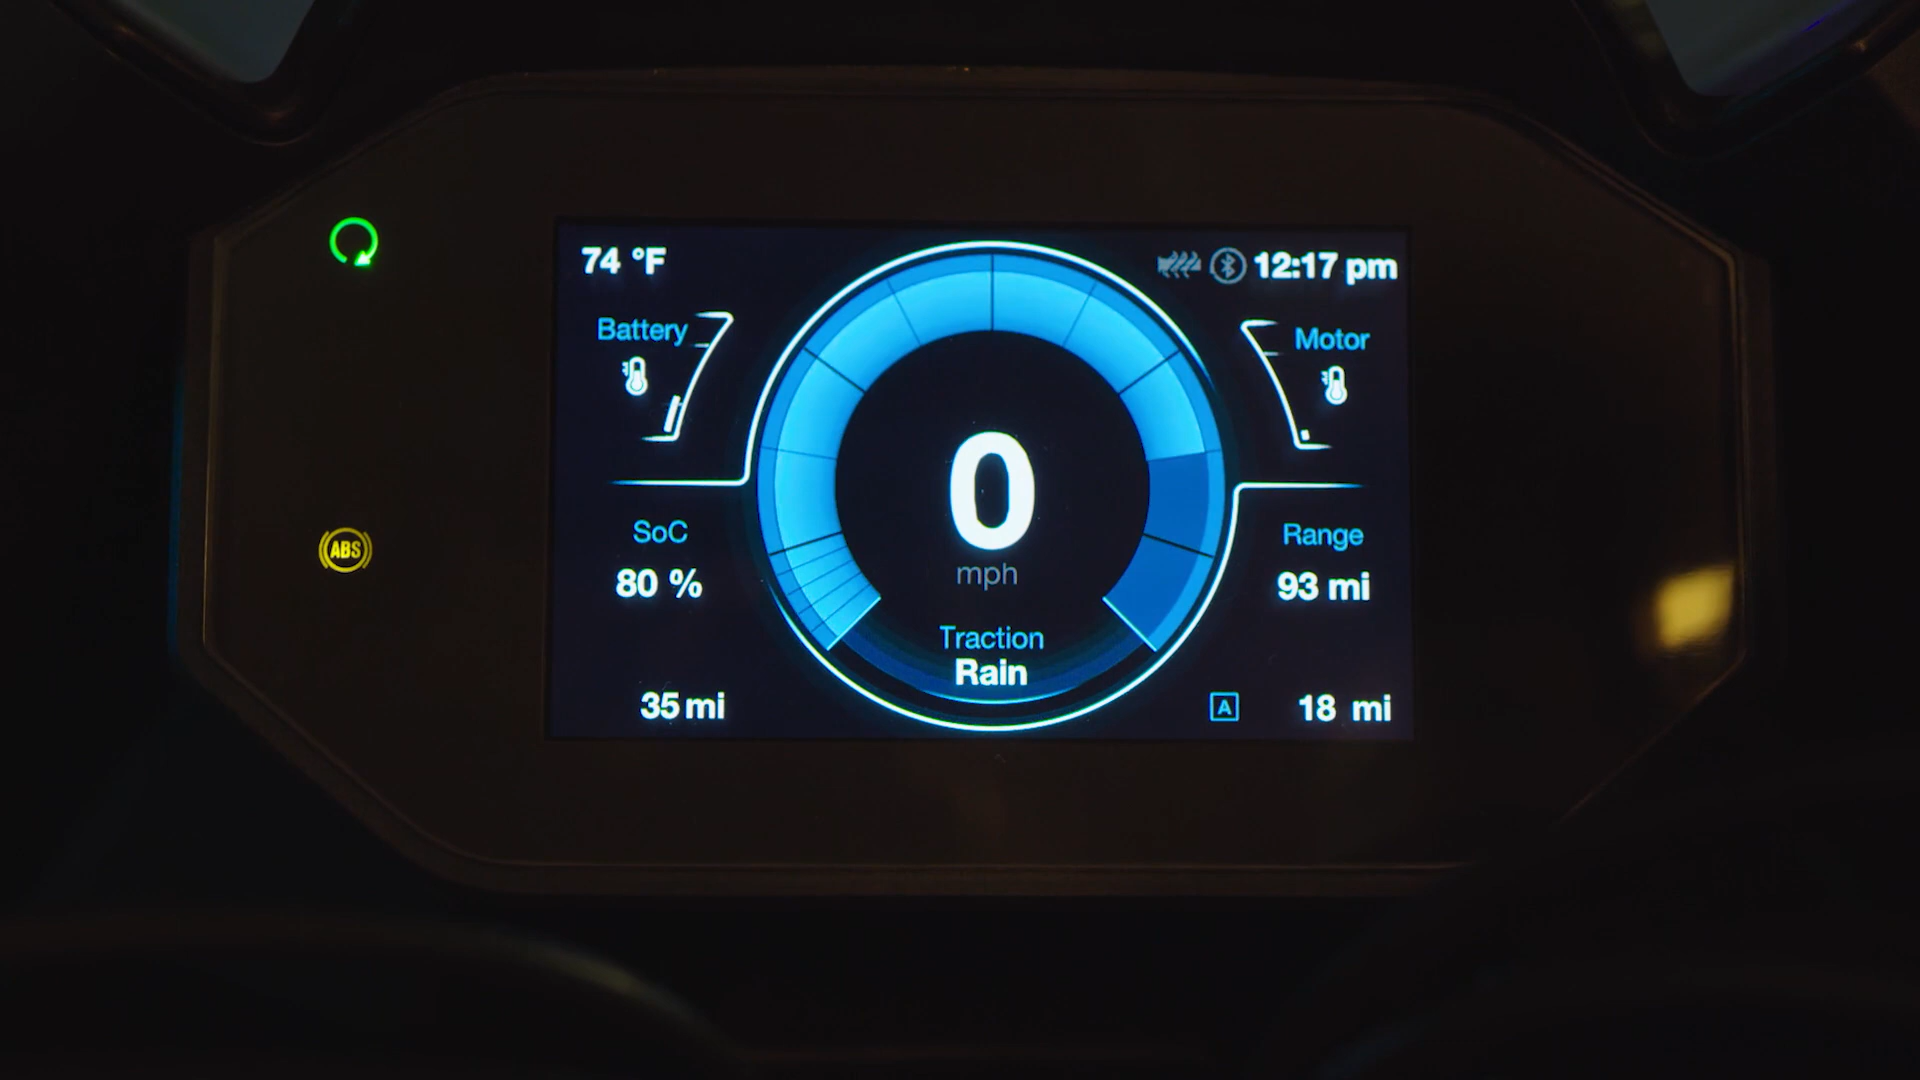 74 °F
12:17 pm
Battery
Motor
0
mph
SoC
80 %
Range
93 mi
ABS
Traction
Rain
35 mi
A
18 mi